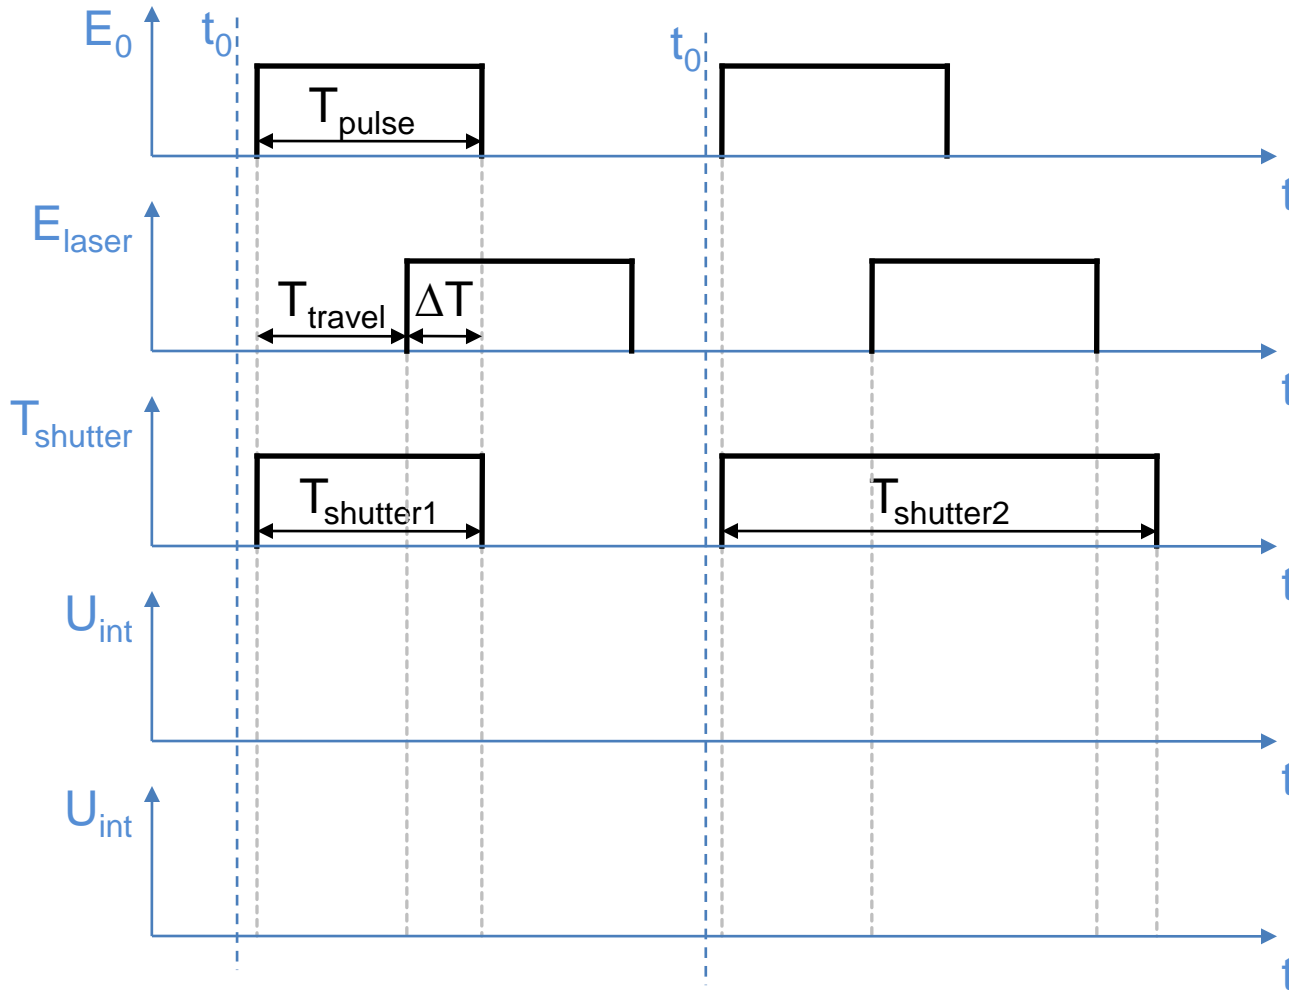 E0 t0 t0
Tpulse
t
Elaser
Ttravel ΔT
t
Tshutter
Tshutter1 Tshutter2
t
Uint
t
Uint
t